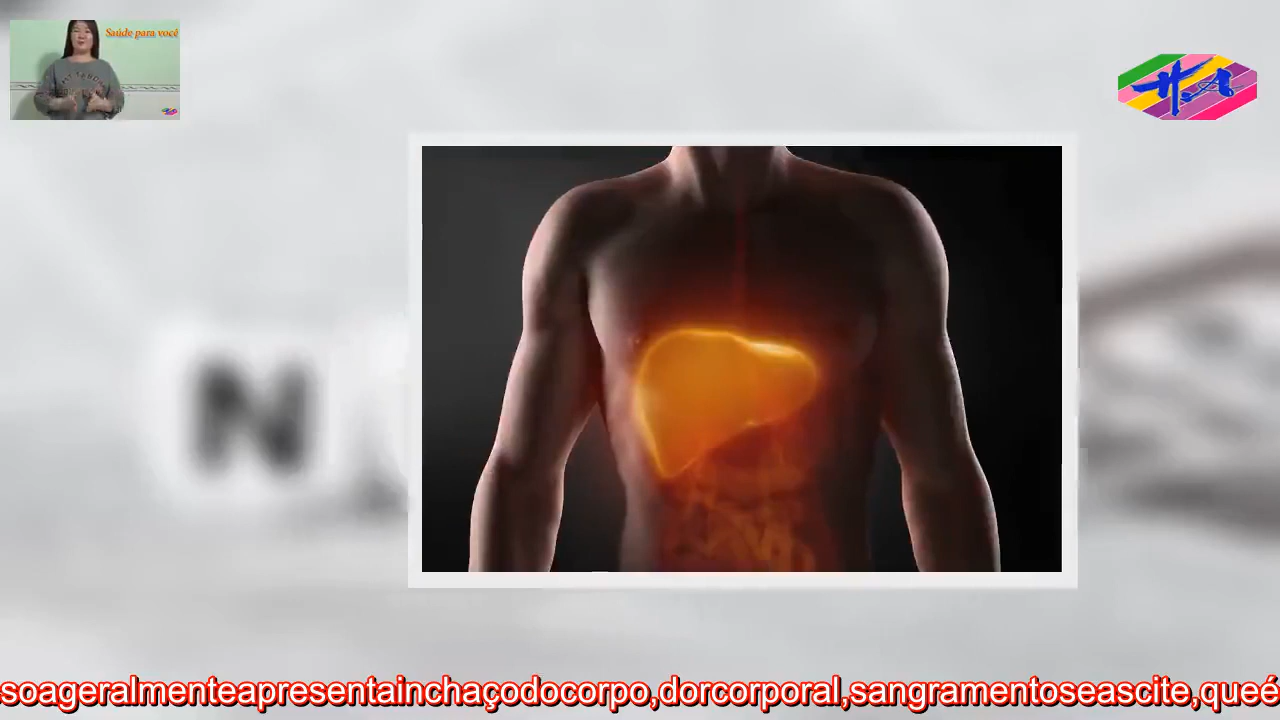 Saúde para você
H.A
N
soageralmenteapresentainchaçodocorpo,dorcorporal,sangramentoseascite,queé